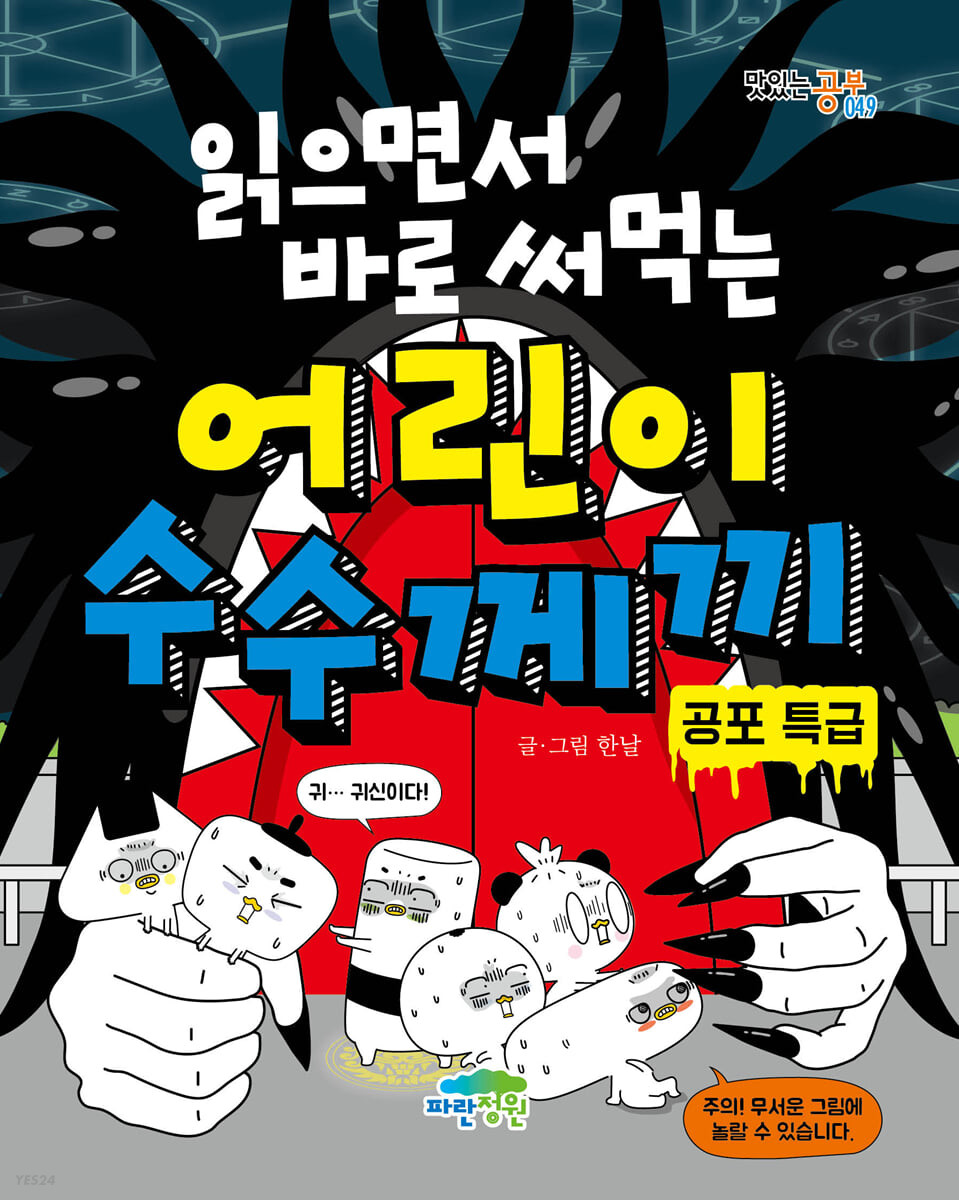 맛있는 공부
049
읽으면서
바로 써먹는
어린이
수수께끼
공포 특급
글·그림 한날
귀… 귀신이다!
파란정원
주의! 무서운 그림에
놀랄 수 있습니다.
YES24